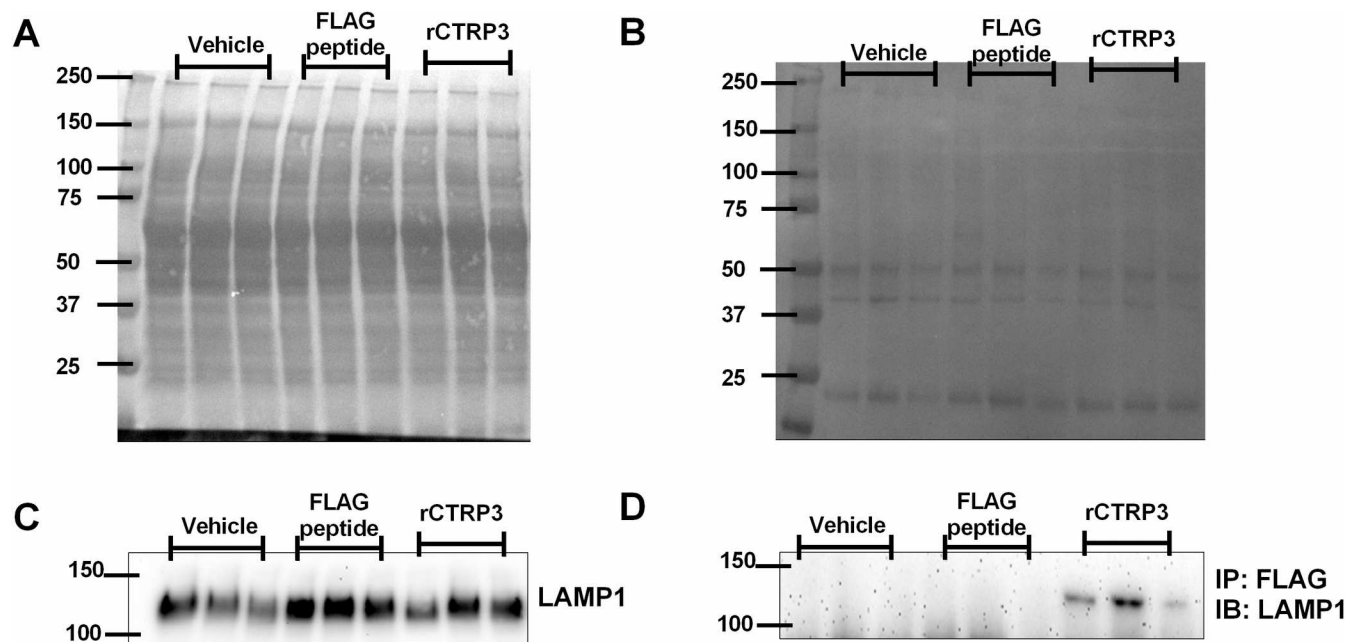 A
Vehicle
FLAG
peptide
rCTRP3
250
150
100
75
50
37
25
B
Vehicle
FLAG
peptide
rCTRP3
250
150
100
75
50
37
25
C
Vehicle
FLAG
peptide
rCTRP3
150
100
LAMP1
D
Vehicle
FLAG
peptide
rCTRP3
150
100
IP: FLAG
IB: LAMP1